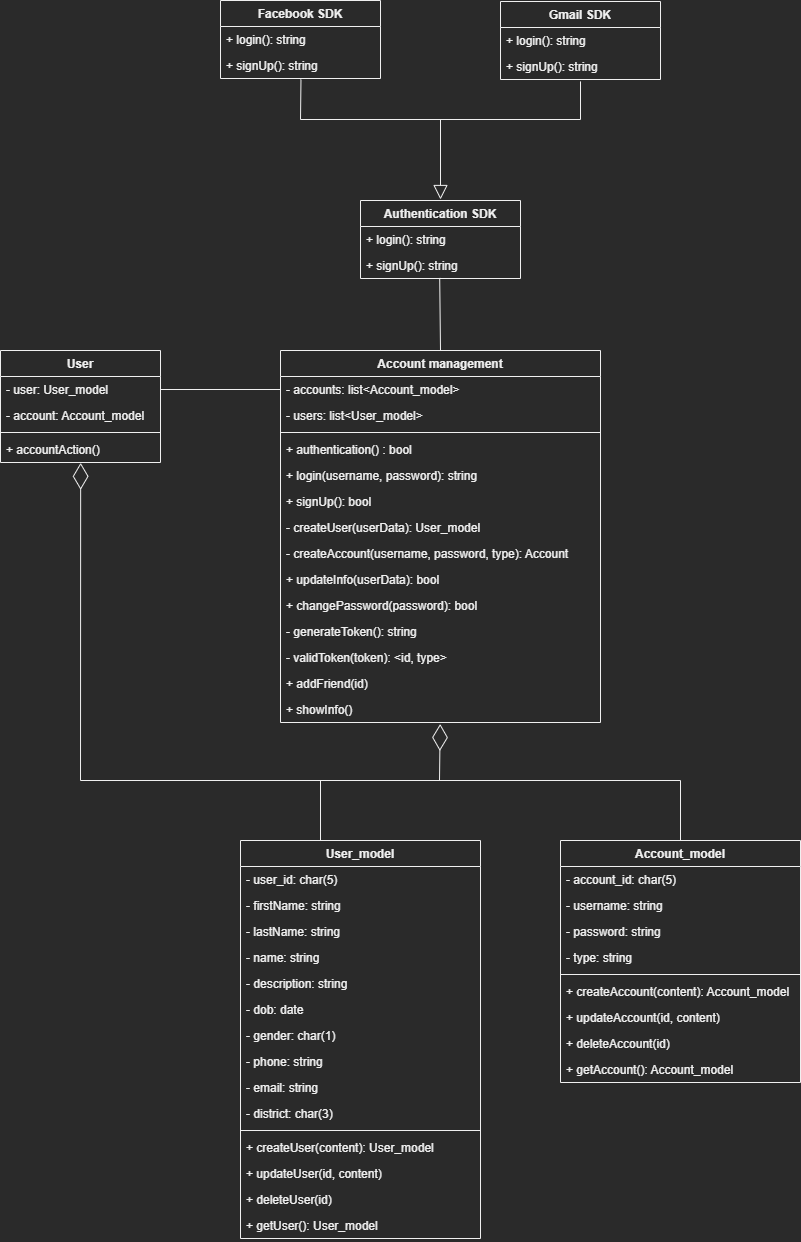 Facebook SDK
+ login(): string
+ signUp(): string
Gmail SDK
+ login(): string
+ signUp(): string
Authentication SDK
+ login(): string
+ signUp(): string
User
- user: User_model
- account: Account_model
+ accountAction()
Account management
- accounts: list<Account_model>
- users: list<User_model>
+ authentication() : bool
+ login(username, password): string
+ signUp(): bool
- createUser(userData): User_model
- createAccount(username, password, type): Account
+ updateInfo(userData): bool
+ changePassword(password): bool
- generateToken(): string
- validToken(token): <id, type>
+ addFriend(id)
+ showInfo()
User_model
- user_id: char(5)
- firstName: string
- lastName: string
- name: string
- description: string
- dob: date
- gender: char(1)
- phone: string
- email: string
- district: char(3)
+ createUser(content): User_model
+ updateUser(id, content)
+ deleteUser(id)
+ getUser(): User_model
Account_model
- account_id: char(5)
- username: string
- password: string
- type: string
+ createAccount(content): Account_model
+ updateAccount(id, content)
+ deleteAccount(id)
+ getAccount(): Account_model